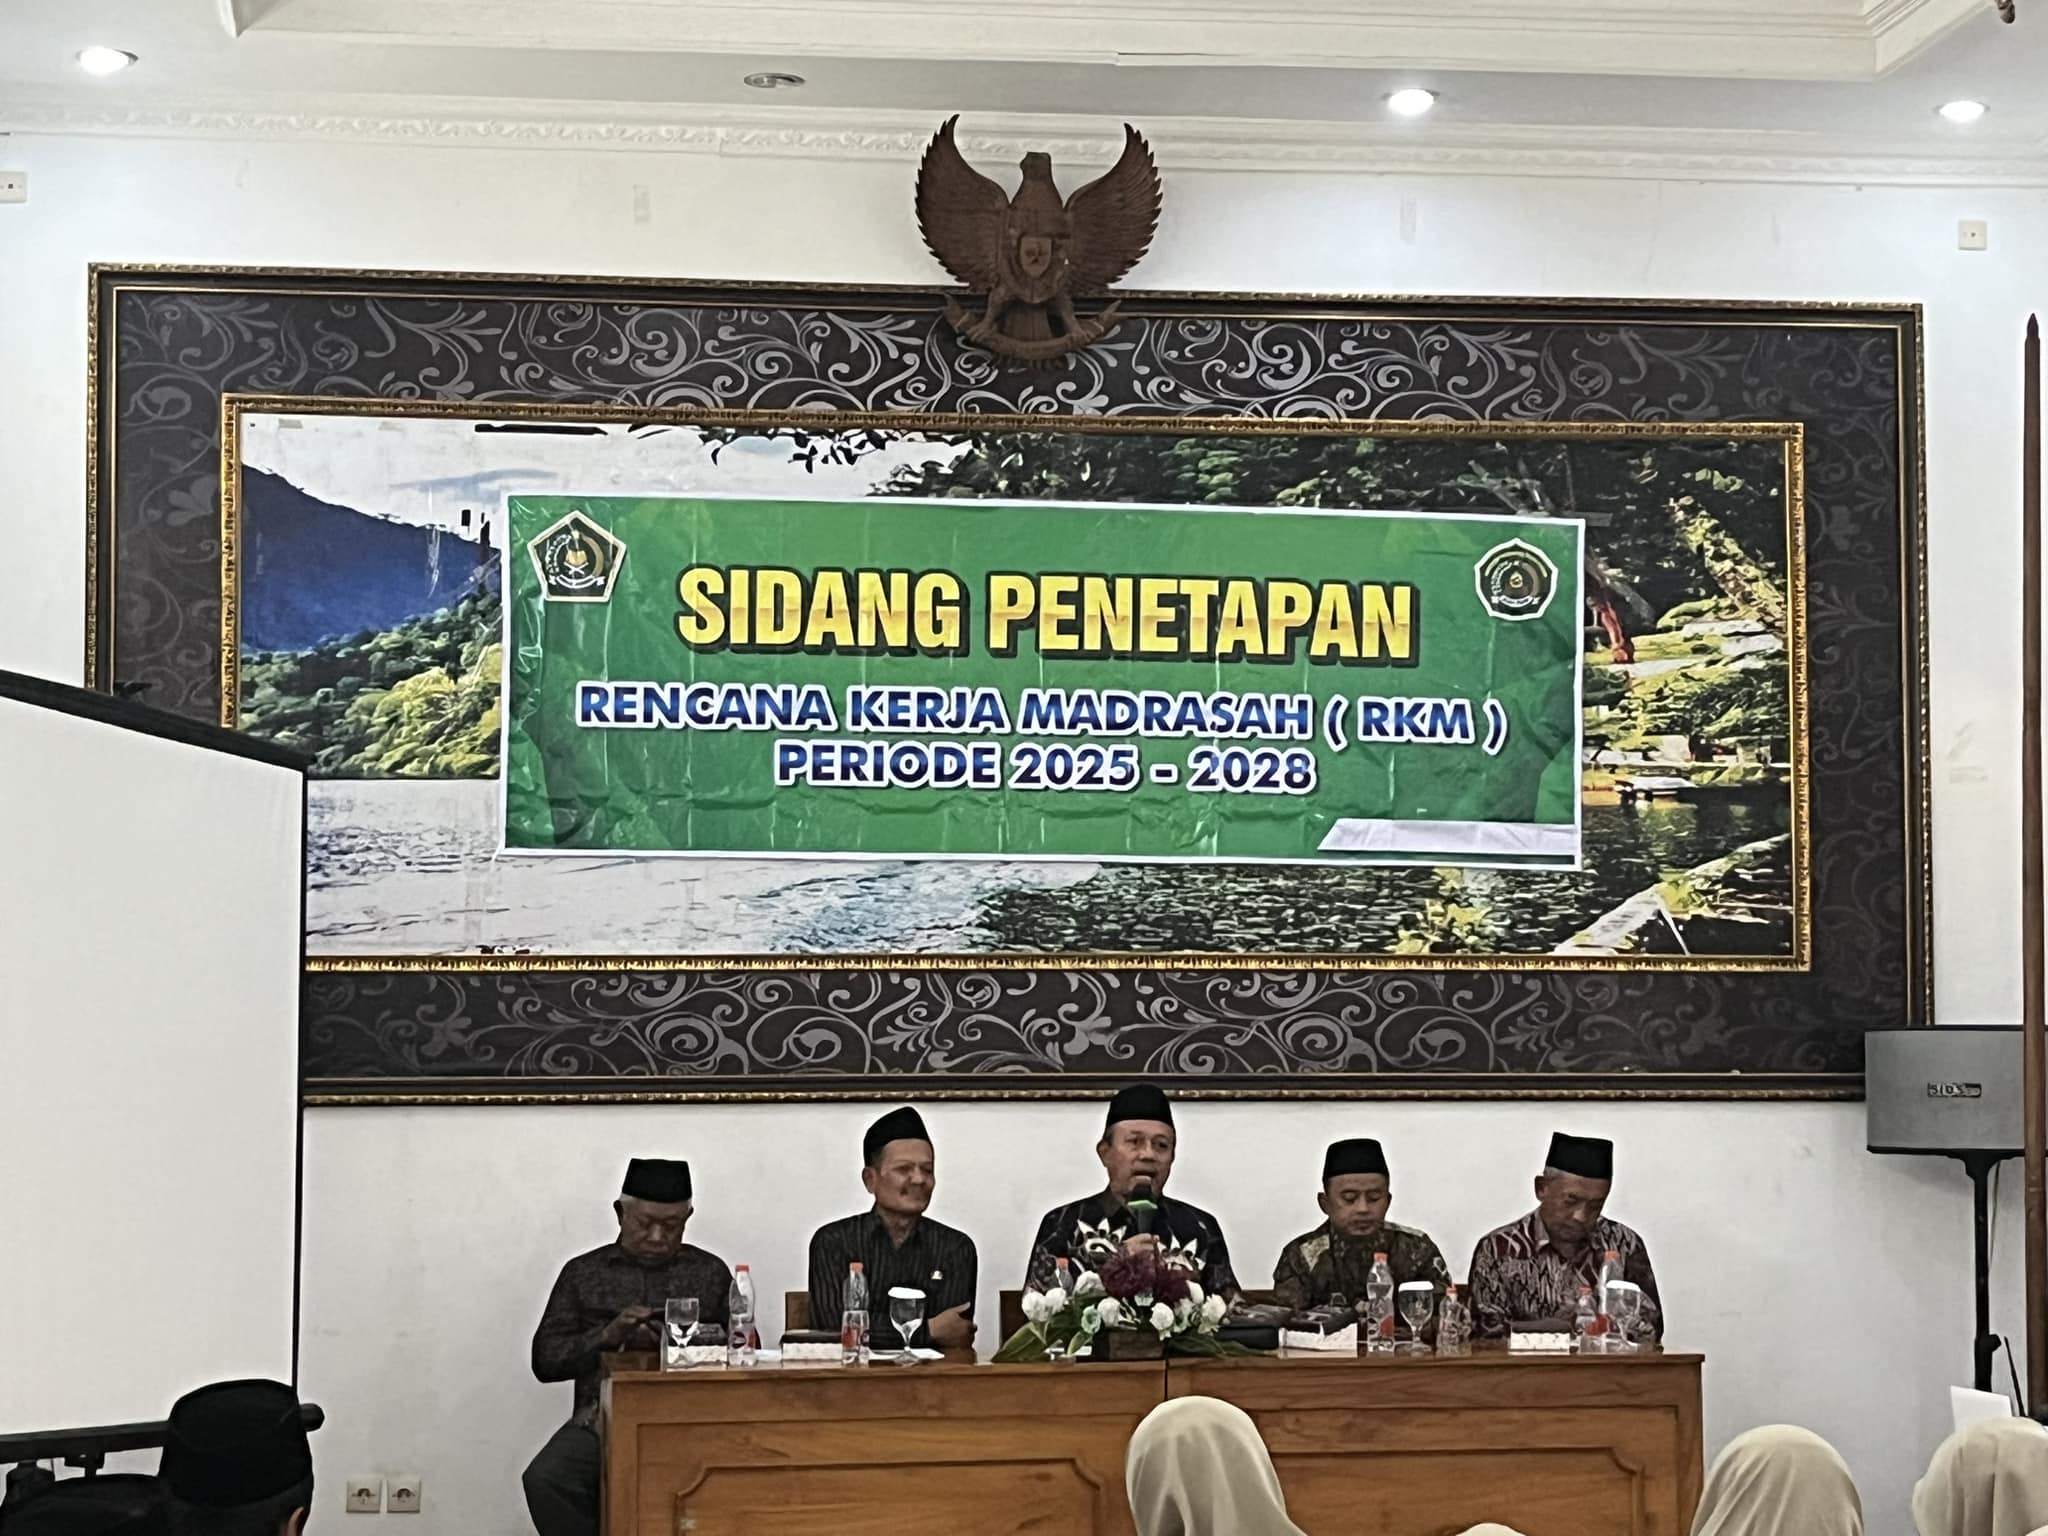 SIDANG PENETAPAN
RENCANA KERJA MADRASAH ( RKM )
PERIODE 2025 - 2028